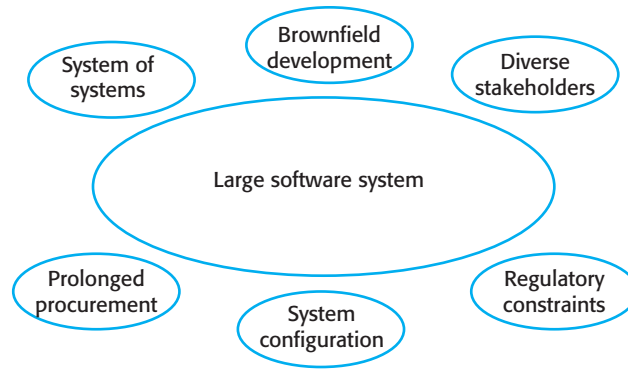 Brownfield
development
System of
systems
Diverse
stakeholders
Large software system
Prolonged
procurement
System
configuration
Regulatory
constraints